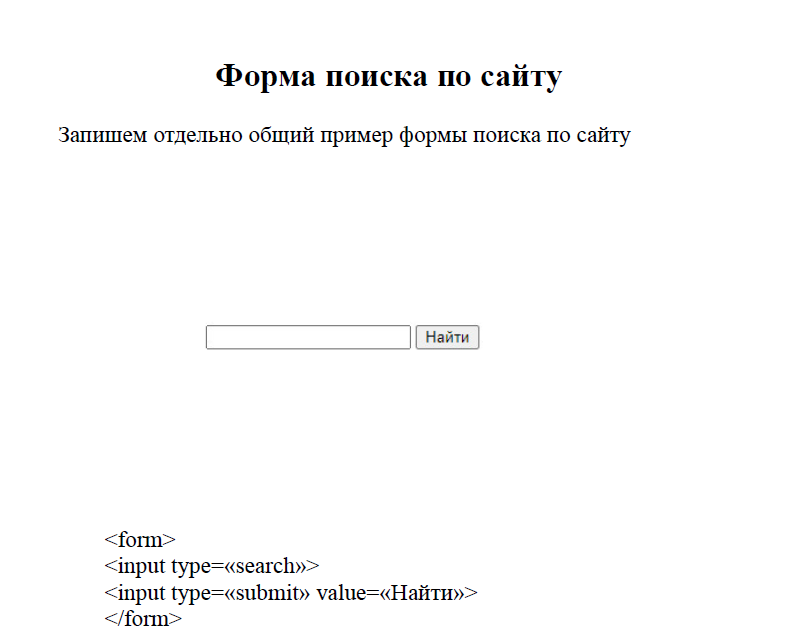 Форма поиска по сайту
Запишем отдельно общий пример формы поиска по сайту
Найти
<form>
<input type=«search»>
<input type=«submit» value=«Найти»>
</form>